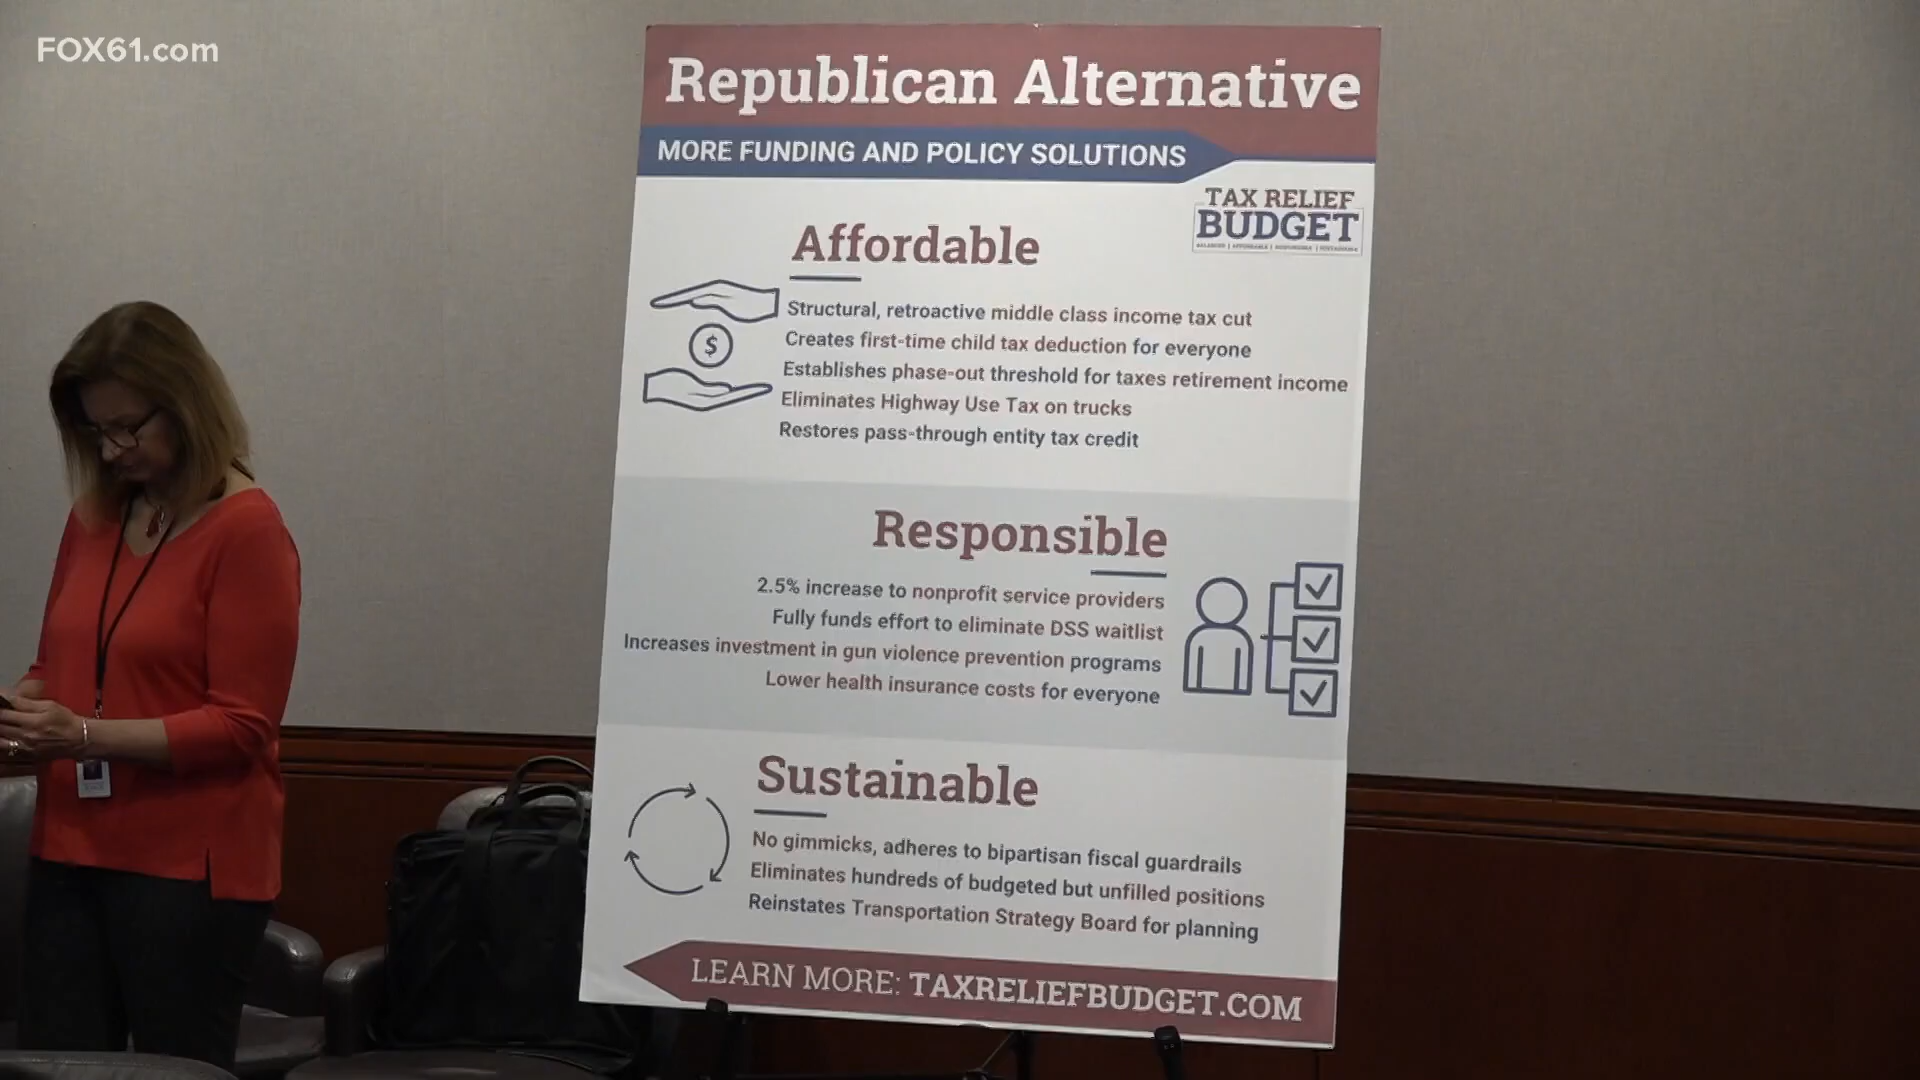 FOX61.com
Republican Alternative
MORE FUNDING AND POLICY SOLUTIONS
TAX RELIEF
BUDGET
BALANCED | AFFORDABLE | RESPONSIBLE | SUSTAINABLE
Affordable
Structural, retroactive middle class income tax cut
Creates first-time child tax deduction for everyone
Establishes phase-out threshold for taxes retirement income
$
Eliminates Highway Use Tax on trucks
Restores pass-through entity tax credit
Responsible
2.5% increase to nonprofit service providers
Fully funds effort to eliminate DSS waitlist
Increases investment in gun violence prevention programs
Lower health insurance costs for everyone
Sustainable
No gimmicks, adheres to bipartisan fiscal guardrails
Eliminates hundreds of budgeted but unfilled positions
Reinstates Transportation Strategy Board for planning
LEARN MORE: TAXRELIEFBUDGET.COM